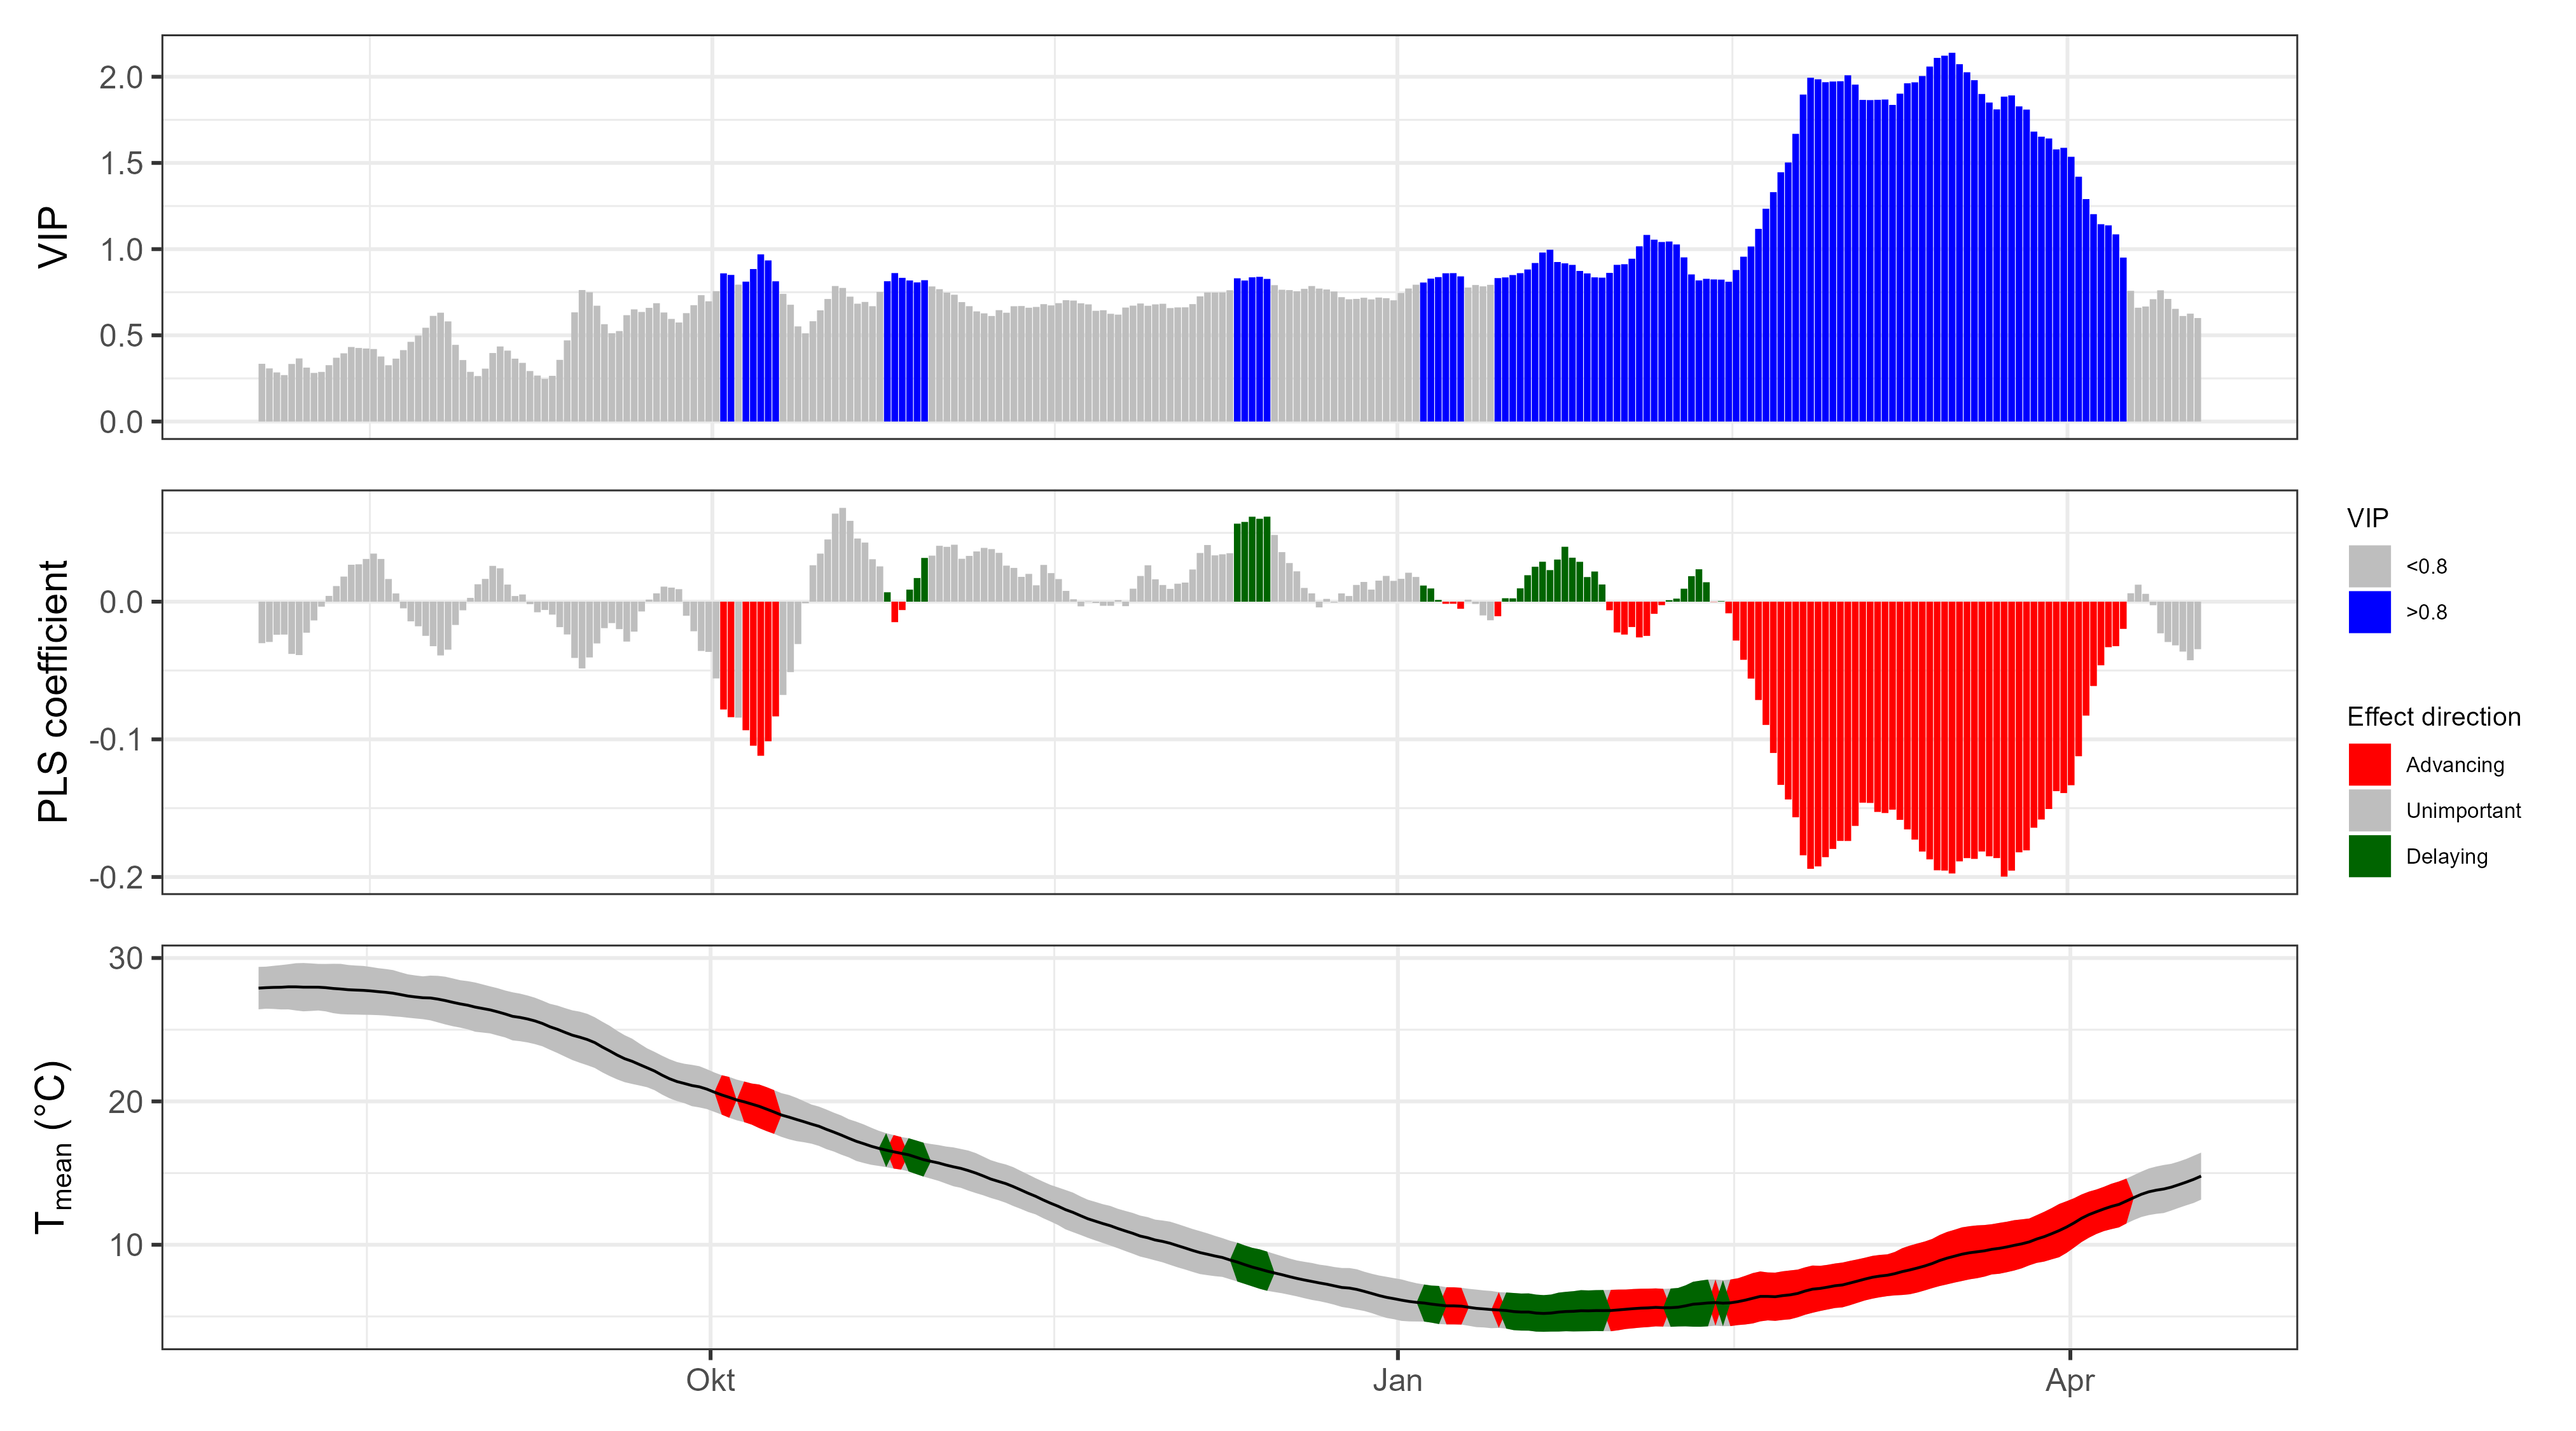 VIP
2.0
1.5
1.0
0.5
0.0
PLS coefficient
0.0
-0.1
-0.2
VIP
<0.8
>0.8
Effect direction
Advancing
Unimportant
Delaying
Tmean (°C)
30
20
10
Okt
Jan
Apr